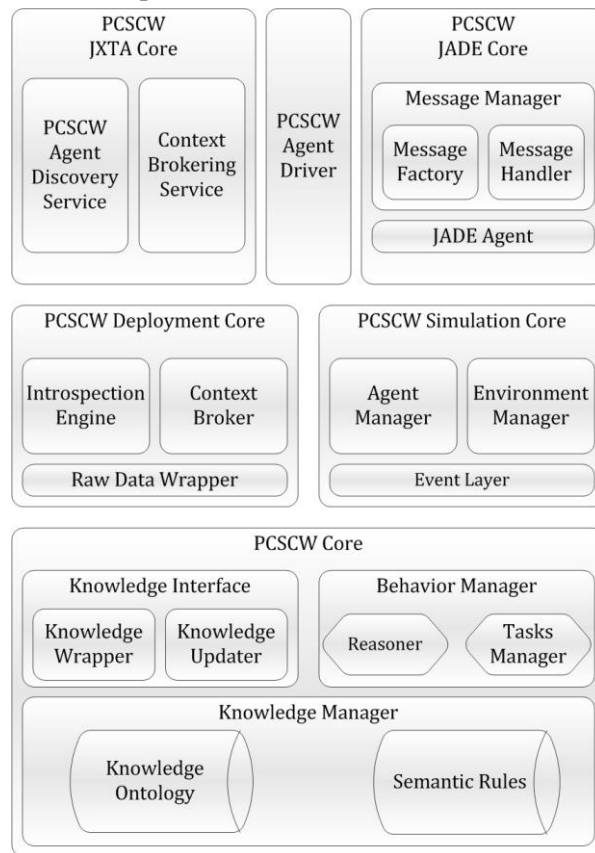 PCSCW
JXTA Core
PCSCW
Agent
Discovery
Service
Context
Brokering
Service
PCSCW
Agent
Driver
PCSCW
JADE Core
Message Manager
Message
Factory
Message
Handler
JADE Agent
PCSCW Deployment Core
Introspection
Engine
Context
Broker
Raw Data Wrapper
PCSCW Simulation Core
Agent
Manager
Environment
Manager
Event Layer
PCSCW Core
Knowledge Interface
Knowledge
Wrapper
Knowledge
Updater
Behavior Manager
Reasoner
Tasks
Manager
Knowledge Manager
Knowledge
Ontology
Semantic Rules